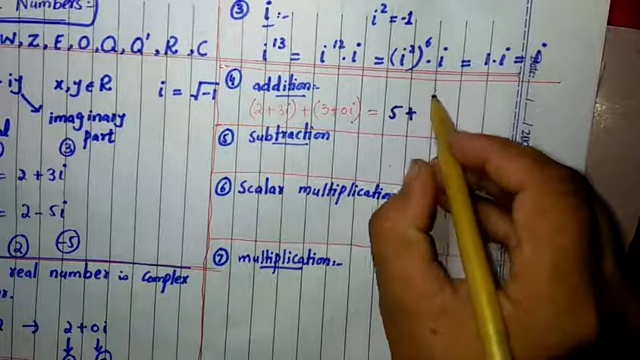 Numbers:-
W, Z, E, O, Q, Q', R, C
iy x, y ∈ R i = √-1
imaginary
part
③
= 2 + 3i
= 2 - 5i
② -5
real number is complex
→ 2 + 0i
③ i :- i² = -1
i¹³ = i¹² · i = (i²)⁶ · i = 1 · i = i
④ addition:-
(2+3i) + (3+0i) = 5 +
⑤ subtraction
⑥ scalar multiplication
⑦ multiplication:-